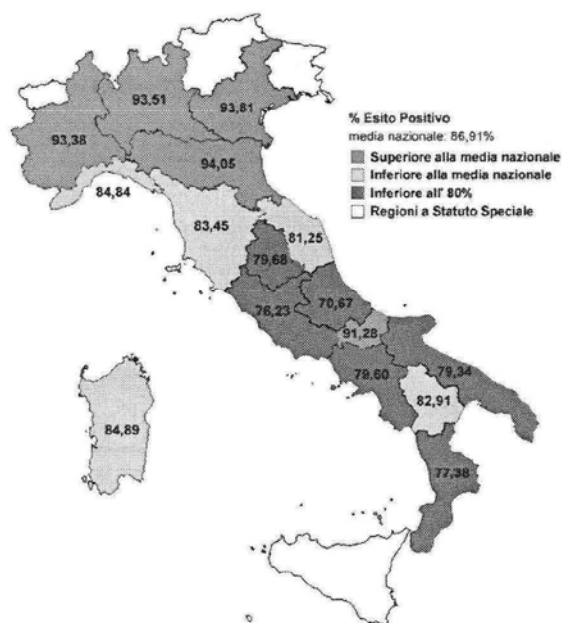 93,51
93,81
93,38
94,05
84,84
% Esito Positivo
media nazionale: 86,91%
Superiore alla media nazionale
Inferiore alla media nazionale
Inferiore all' 80%
Regioni a Statuto Speciale
83,45
81,25
79,68
70,67
76,23
91,28
79,60
79,34
82,91
84,89
77,38